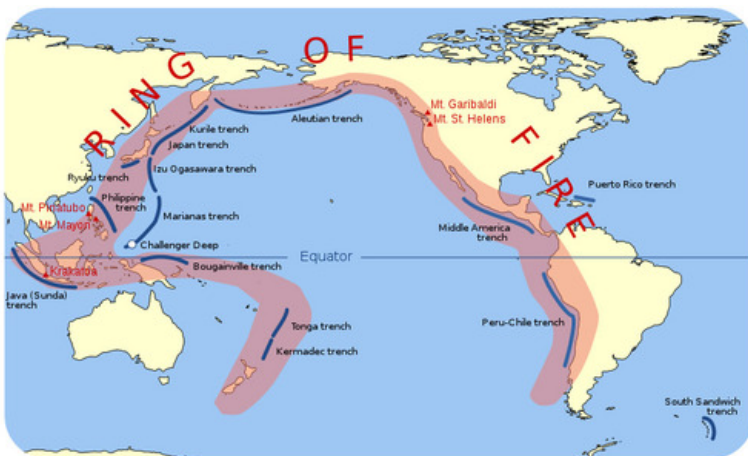 RING OF FIRE
Mt. Garibaldi
Mt. St. Helens
Aleutian trench
Kurile trench
Japan trench
Izu Ogasawara trench
Ryuku trench
Puerto Rico trench
Philippine
trench
Mt. Pinatubo
Mt. Mayon
Marianas trench
Middle America
trench
Challenger Deep
Equator
Krakatoa
Bougainville trench
Java (Sunda)
trench
Tonga trench
Peru-Chile trench
Kermadec trench
South Sandwich
trench